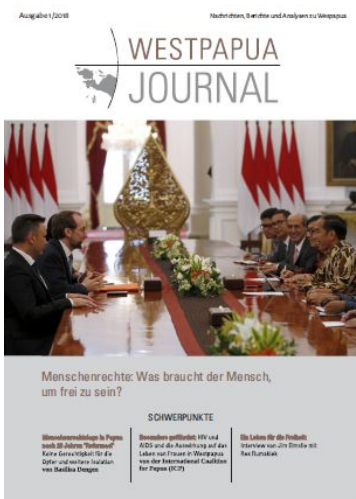 Ausgabe 1/2018
Nachrichten, Berichte und Analysen zu Westpapua
WESTPAPUA
JOURNAL
Menschenrechte: Was braucht der Mensch,
um frei zu sein?
SCHWERPUNKTE
Menschenrechtslage in Papua
nach 20 Jahren "Reformasi"
Keine Gerechtigkeit für die
Opfer und weitere Isolation
von Basilisa Dengen
Besonders gefährdet: HIV und
AIDS und die Auswirkung auf das
Leben von Frauen in Westpapua
von der International Coalition
for Papua (ICP)
Ein Leben für die Freiheit
Interview von Jim Elmslie mit
Rex Rumakiek